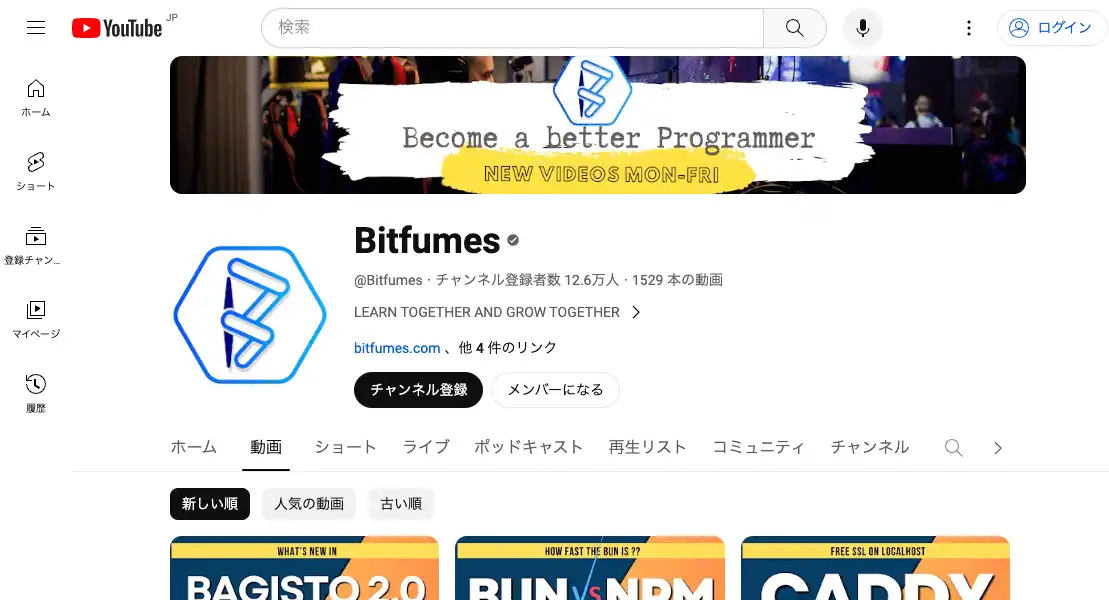 YouTube JP
検索
ログイン
ホーム
ショート
登録チャン...
マイページ
履歴
Become a better Programmer
NEW VIDEOS MON-FRI
Bitfumes
@Bitfumes · チャンネル登録者数 12.6万人 · 1529 本の動画
LEARN TOGETHER AND GROW TOGETHER
bitfumes.com 、他 4 件のリンク
チャンネル登録 メンバーになる
ホーム 動画 ショート ライブ ポッドキャスト 再生リスト コミュニティ チャンネル
新しい順 人気の動画 古い順
WHAT'S NEW IN
BAGISTO 2.0
HOW FAST THE BUN IS ??
BUN VS NPM
FREE SSL ON LOCALHOST
CADDY